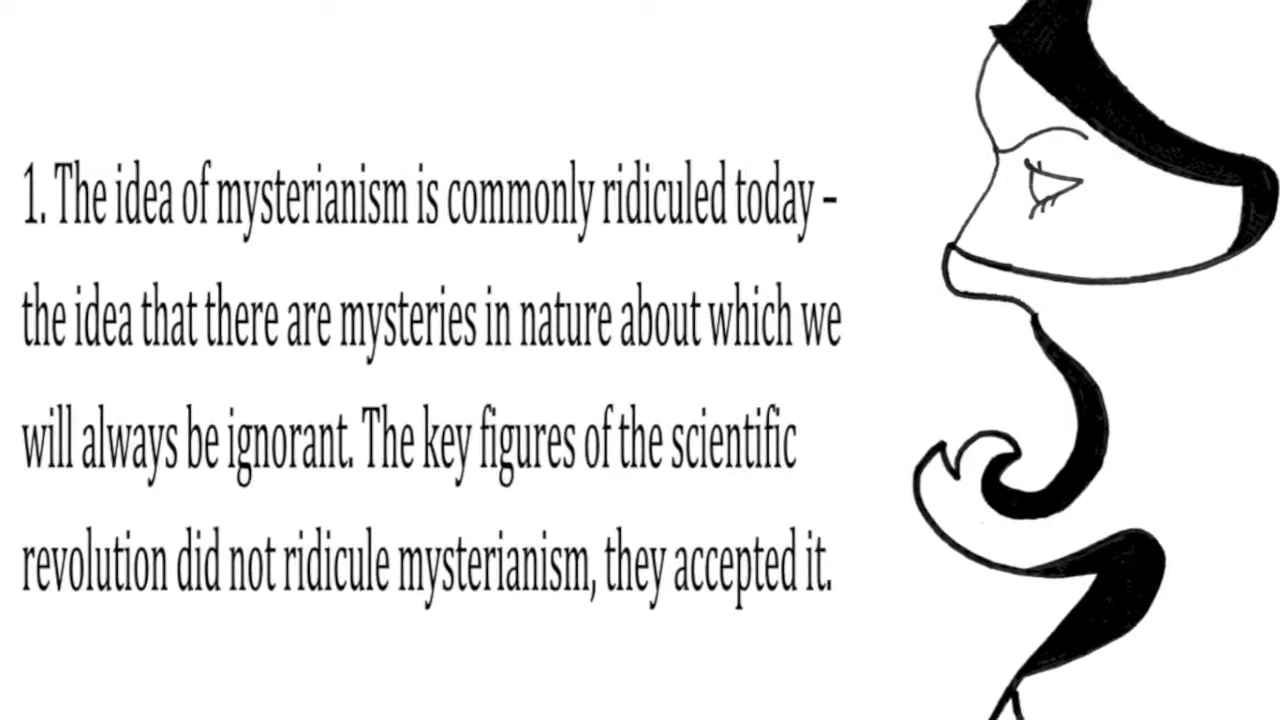 1. The idea of mysterianism is commonly ridiculed today –
the idea that there are mysteries in nature about which we
will always be ignorant. The key figures of the scientific
revolution did not ridicule mysterianism, they accepted it.